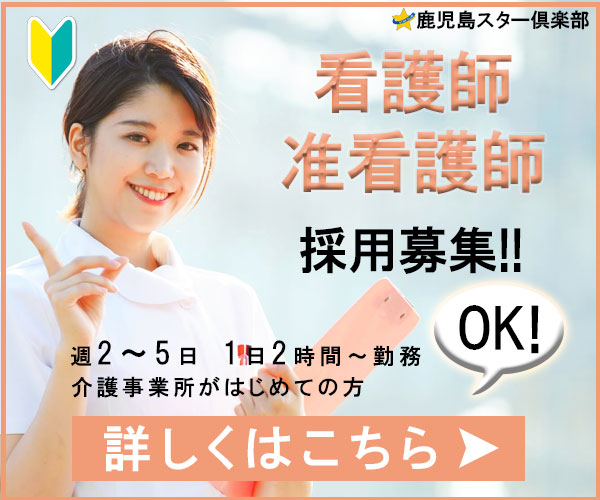 鹿児島スター倶楽部
看護師
准看護師
採用募集!!
OK!
週2～5日 1日2時間～勤務
介護事業所がはじめての方
詳しくはこちら➤